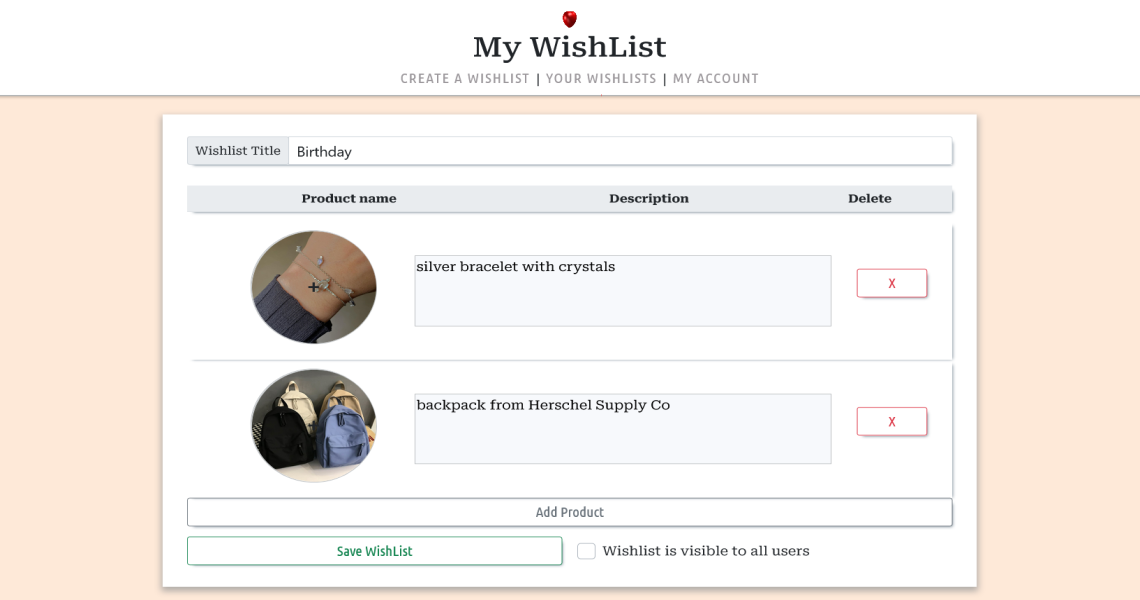 My WishList
CREATE A WISHLIST | YOUR WISHLISTS | MY ACCOUNT
Wishlist Title Birthday
Product name Description Delete
silver bracelet with crystals
X
backpack from Herschel Supply Co
X
Add Product
Save WishList Wishlist is visible to all users